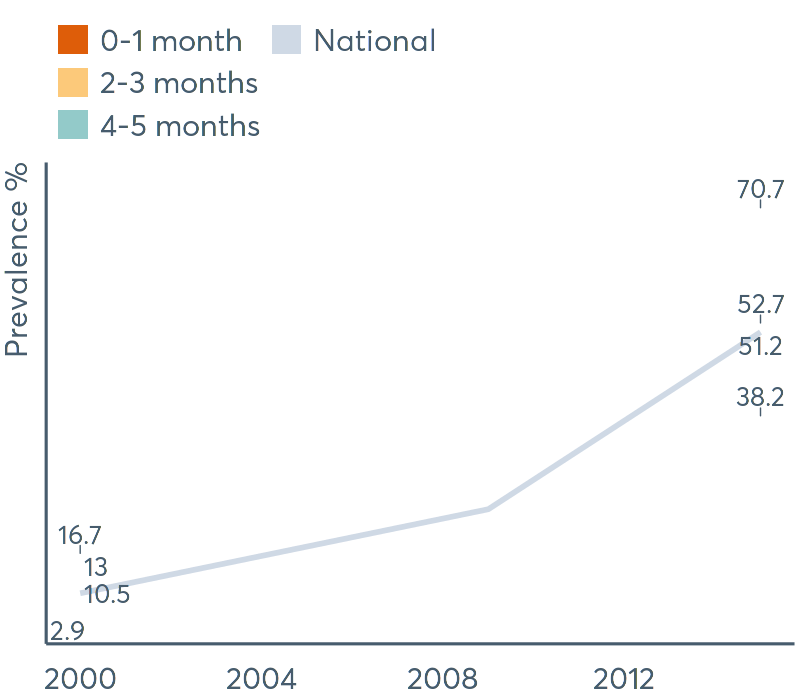 0-1 month National
2-3 months
4-5 months
Prevalence %
70.7
52.7
51.2
38.2
16.7
13
10.5
2.9
2000 2004 2008 2012